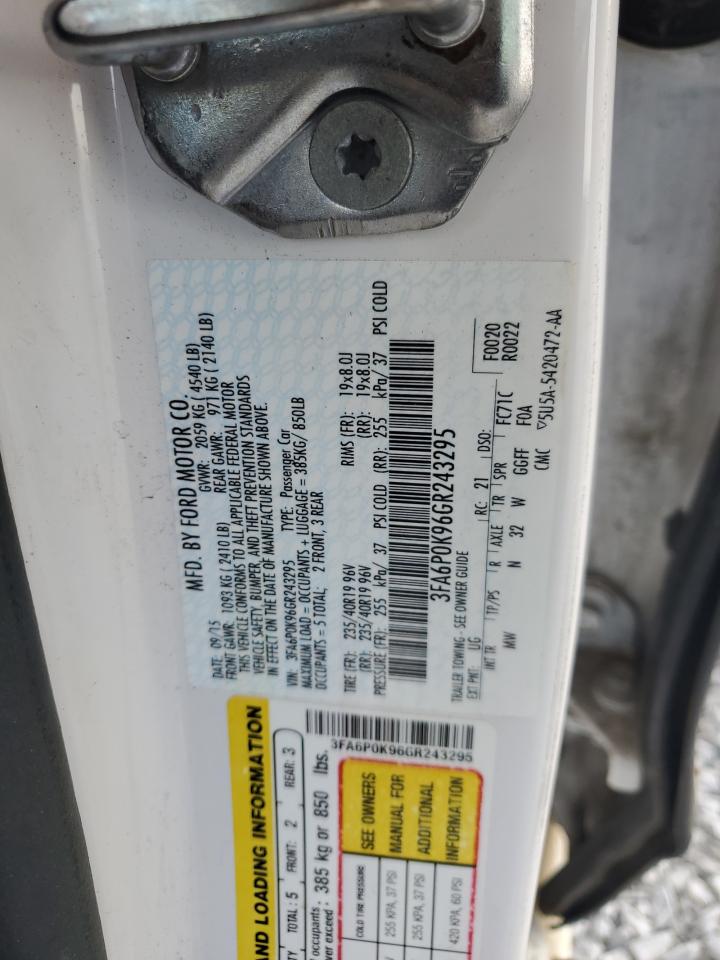 MFD. BY FORD MOTOR CO.
DATE: 09/15 GVWR: 2059 KG ( 4540 LB)
FRONT GAWR: 1093 KG ( 2410 LB) REAR GAWR: 971 KG ( 2140 LB)
THIS VEHICLE CONFORMS TO ALL APPLICABLE FEDERAL MOTOR
VEHICLE SAFETY, BUMPER, AND THEFT PREVENTION STANDARDS
IN EFFECT ON THE DATE OF MANUFACTURE SHOWN ABOVE.
VIN: 3FA6P0K96GR243295 TYPE: Passenger Car
MAXIMUM LOAD = OCCUPANTS + LUGGAGE = 385KG/ 850LB
OCCUPANTS = 5 TOTAL: 2 FRONT, 3 REAR
TIRE (FR): 235/40R19 96V RIMS (FR): 19x8.0J
(RR): 235/40R19 96V (RR): 19x8.0J
PRESSURE (FR): 255 kPa/ 37 PSI COLD (RR): 255 kPa/ 37 PSI COLD
3FA6P0K96GR243295
TRAILER TOWING - SEE OWNER GUIDE
EXT PNT: UG RC: 21 DSO: F0020
R0022
INT TR TP/PS R AXLE TR SPR FC71C
MW N 32 W GGFF F0A
CMC 5U5A-5420472-AA
AND LOADING INFORMATION
TOTAL: 5 FRONT: 2 REAR: 3
occupants 385 kg or 850 lbs.
ver exceed :
3FA6P0K96GR243295
COLD TIRE PRESSURE SEE OWNERS
255 KPA, 37 PSI MANUAL FOR
255 KPA, 37 PSI ADDITIONAL
420 KPA, 60 PSI INFORMATION